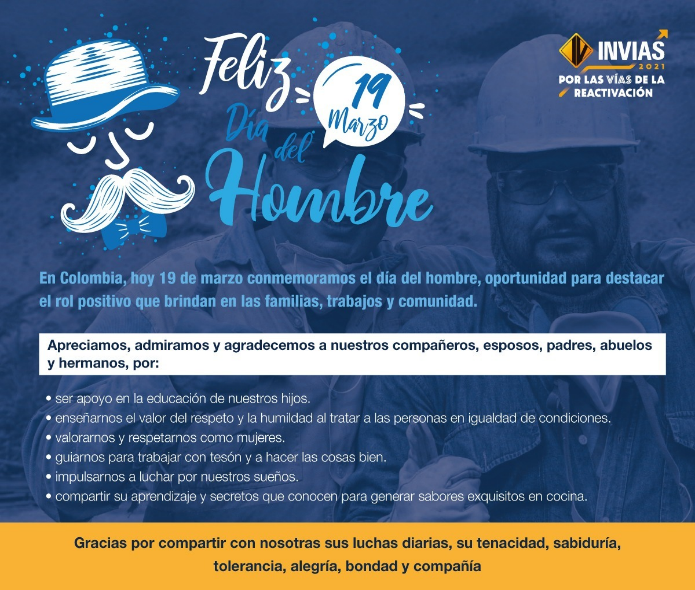 Feliz
19
Marzo
Día
del
Hombre
INVIAS
2021
POR LAS VÍAS DE LA
REACTIVACIÓN
En Colombia, hoy 19 de marzo conmemoramos el día del hombre, oportunidad para destacar
el rol positivo que brindan en las familias, trabajos y comunidad.
Apreciamos, admiramos y agradecemos a nuestros compañeros, esposos, padres, abuelos
y hermanos, por:
• ser apoyo en la educación de nuestros hijos.
• enseñarnos el valor del respeto y la humildad al tratar a las personas en igualdad de condiciones.
• valorarnos y respetarnos como mujeres.
• guiarnos para trabajar con tesón y a hacer las cosas bien.
• impulsarnos a luchar por nuestros sueños.
• compartir su aprendizaje y secretos que conocen para generar sabores exquisitos en cocina.
Gracias por compartir con nosotras sus luchas diarias, su tenacidad, sabiduría,
tolerancia, alegría, bondad y compañía